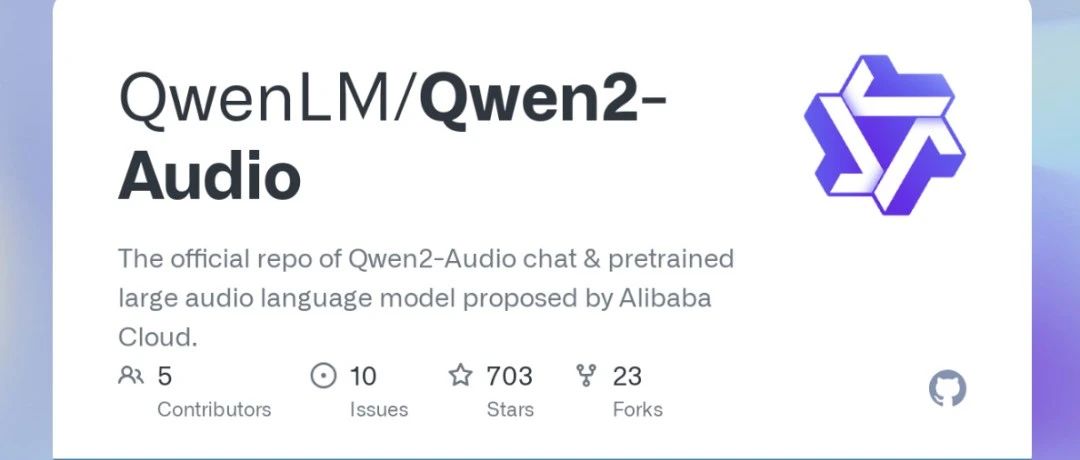 QwenLM/Qwen2-
Audio
The official repo of Qwen2-Audio chat & pretrained
large audio language model proposed by Alibaba
Cloud.
5 10 703 23
Contributors Issues Stars Forks